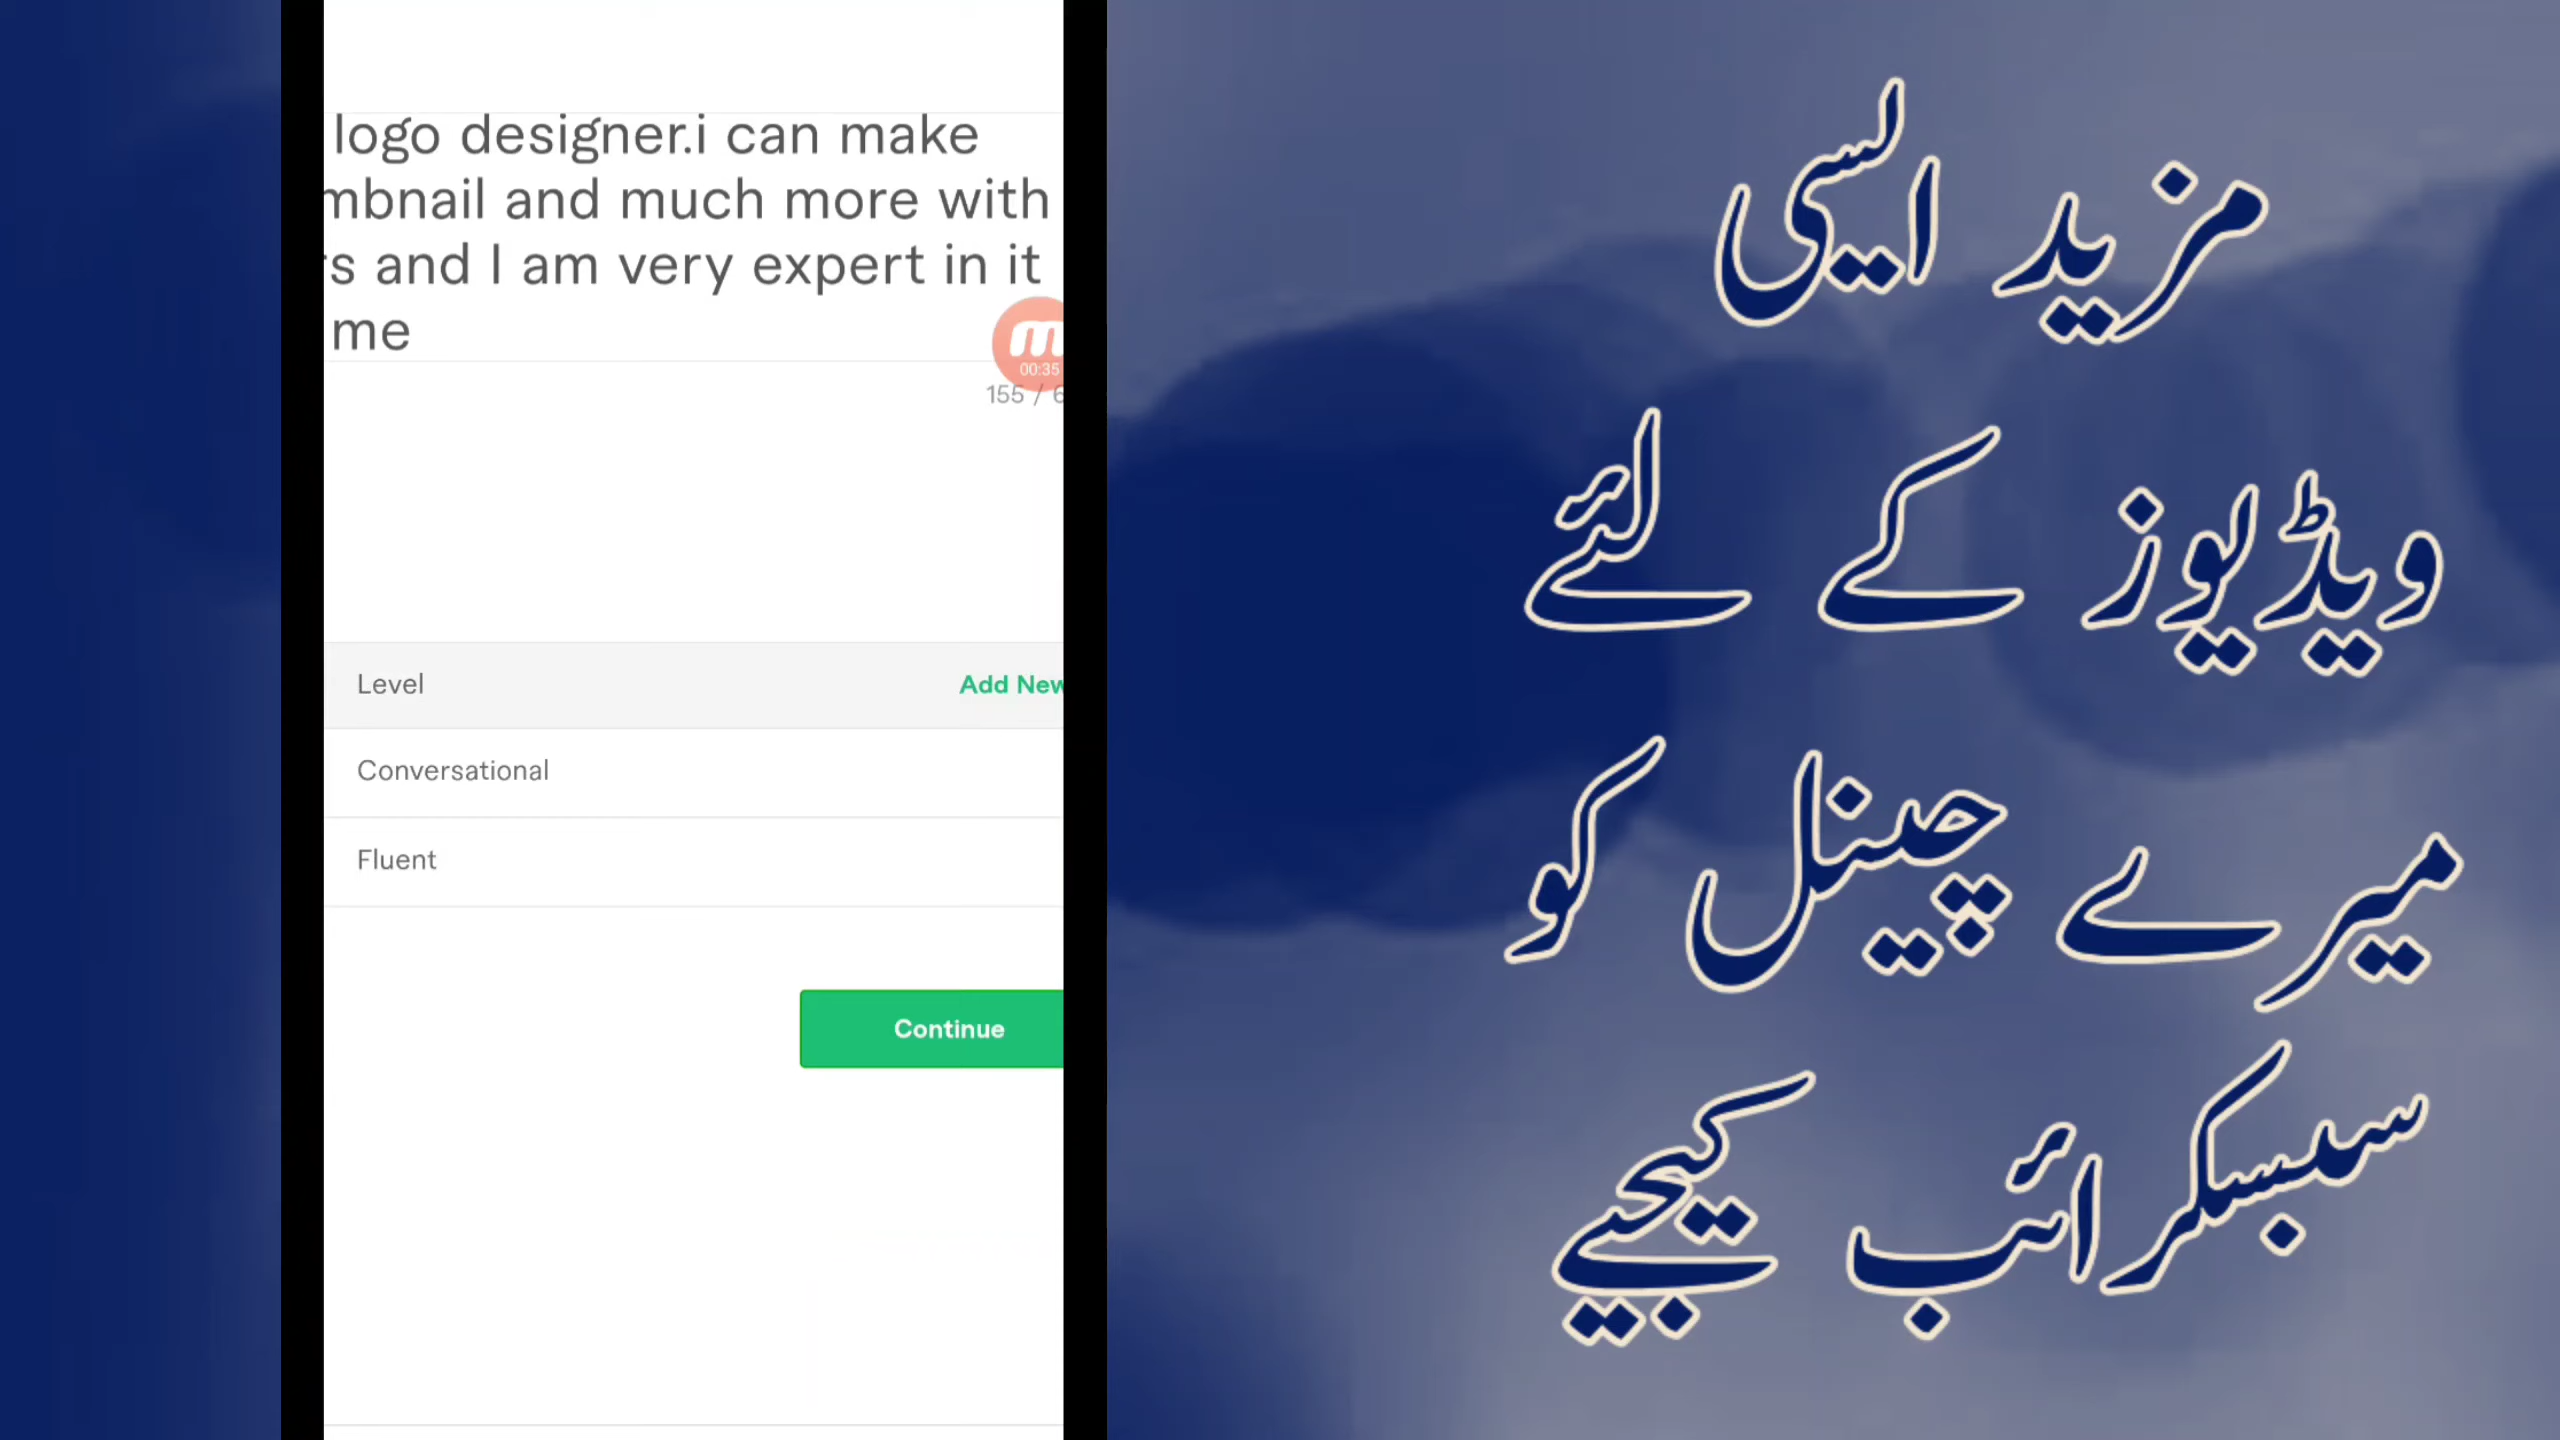 logo designer.i can make
mbnail and much more with
s and I am very expert in it
me
00:35
155 /
Level Add New
Conversational
Fluent
Continue
مزید ایسی
ویڈیوز کے لئے
میرے چینل کو
سبسکرائب کیجیے